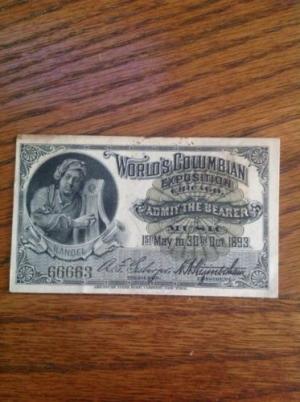 WORLD'S COLUMBIAN
EXPOSITION
CHICAGO
ADMIT THE BEARER
MUSIC
1ST MAY TO 30TH OCT. 1893.
HANDEL
66663